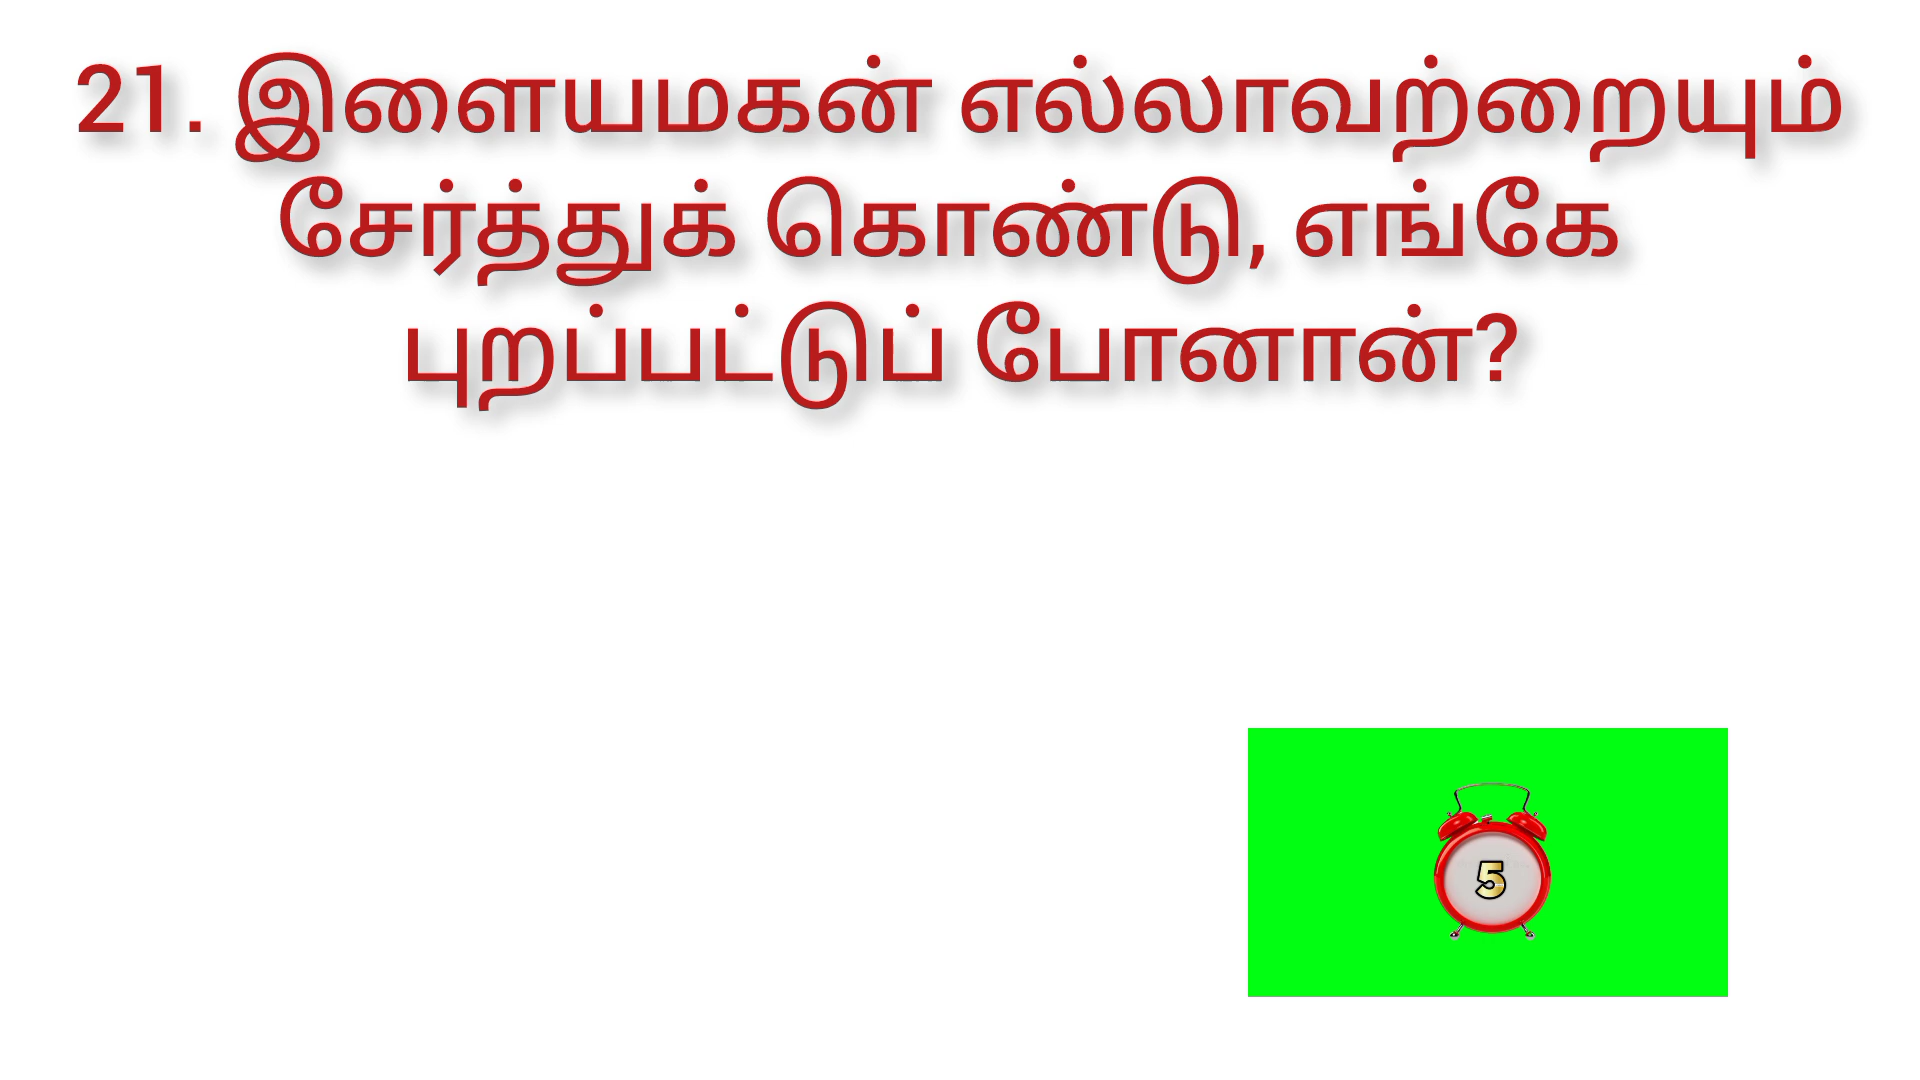 21. இளையமகன் எல்லாவற்றையும்
சேர்த்துக் கொண்டு, எங்கே
புறப்பட்டுப் போனான்?
5